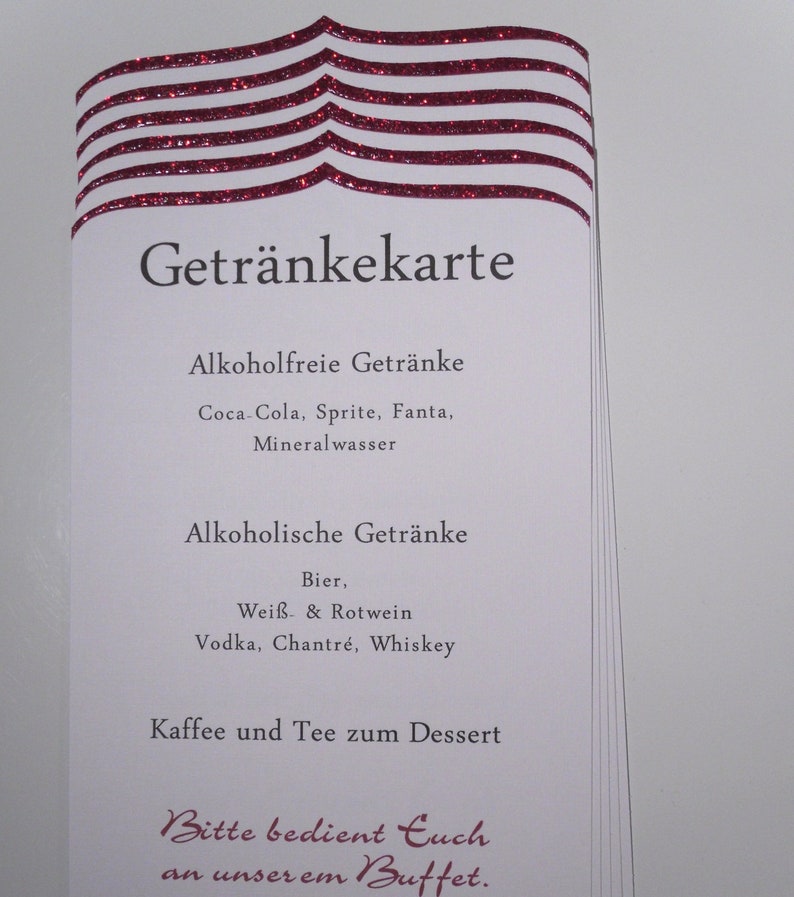 Getränkekarte
Alkoholfreie Getränke
Coca-Cola, Sprite, Fanta,
Mineralwasser
Alkoholische Getränke
Bier,
Weiß- & Rotwein
Vodka, Chantré, Whiskey
Kaffee und Tee zum Dessert
Bitte bedient Euch
an unserem Buffet.